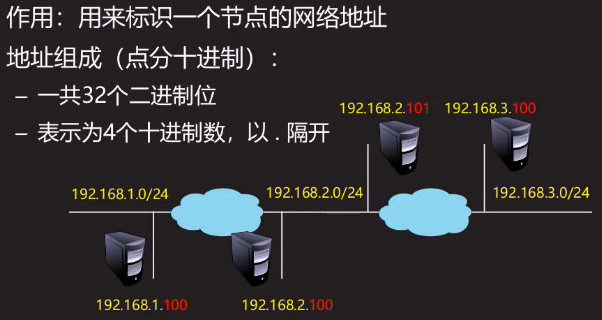 作用：用来标识一个节点的网络地址
地址组成（点分十进制）：
– 一共32个二进制位
– 表示为4个十进制数，以 . 隔开
192.168.2.101
192.168.3.100
192.168.1.0/24
192.168.2.0/24
192.168.3.0/24
192.168.1.100
192.168.2.100